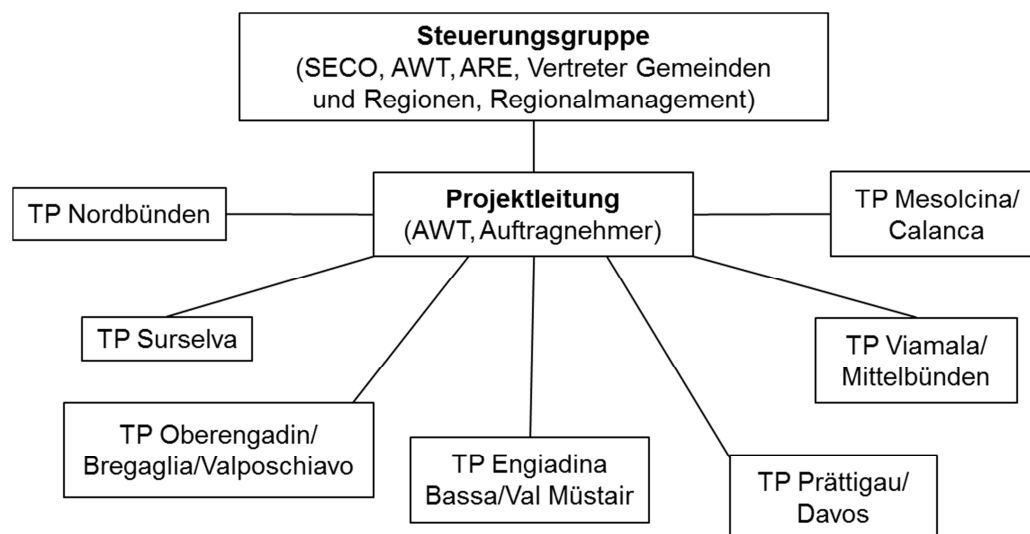 Steuerungsgruppe
(SECO, AWT, ARE, Vertreter Gemeinden
und Regionen, Regionalmanagement)
Projektleitung
(AWT, Auftragnehmer)
TP Nordbünden
TP Mesolcina/
Calanca
TP Surselva
TP Viamala/
Mittelbünden
TP Oberengadin/
Bregaglia/Valposchiavo
TP Engiadina
Bassa/Val Müstair
TP Prättigau/
Davos